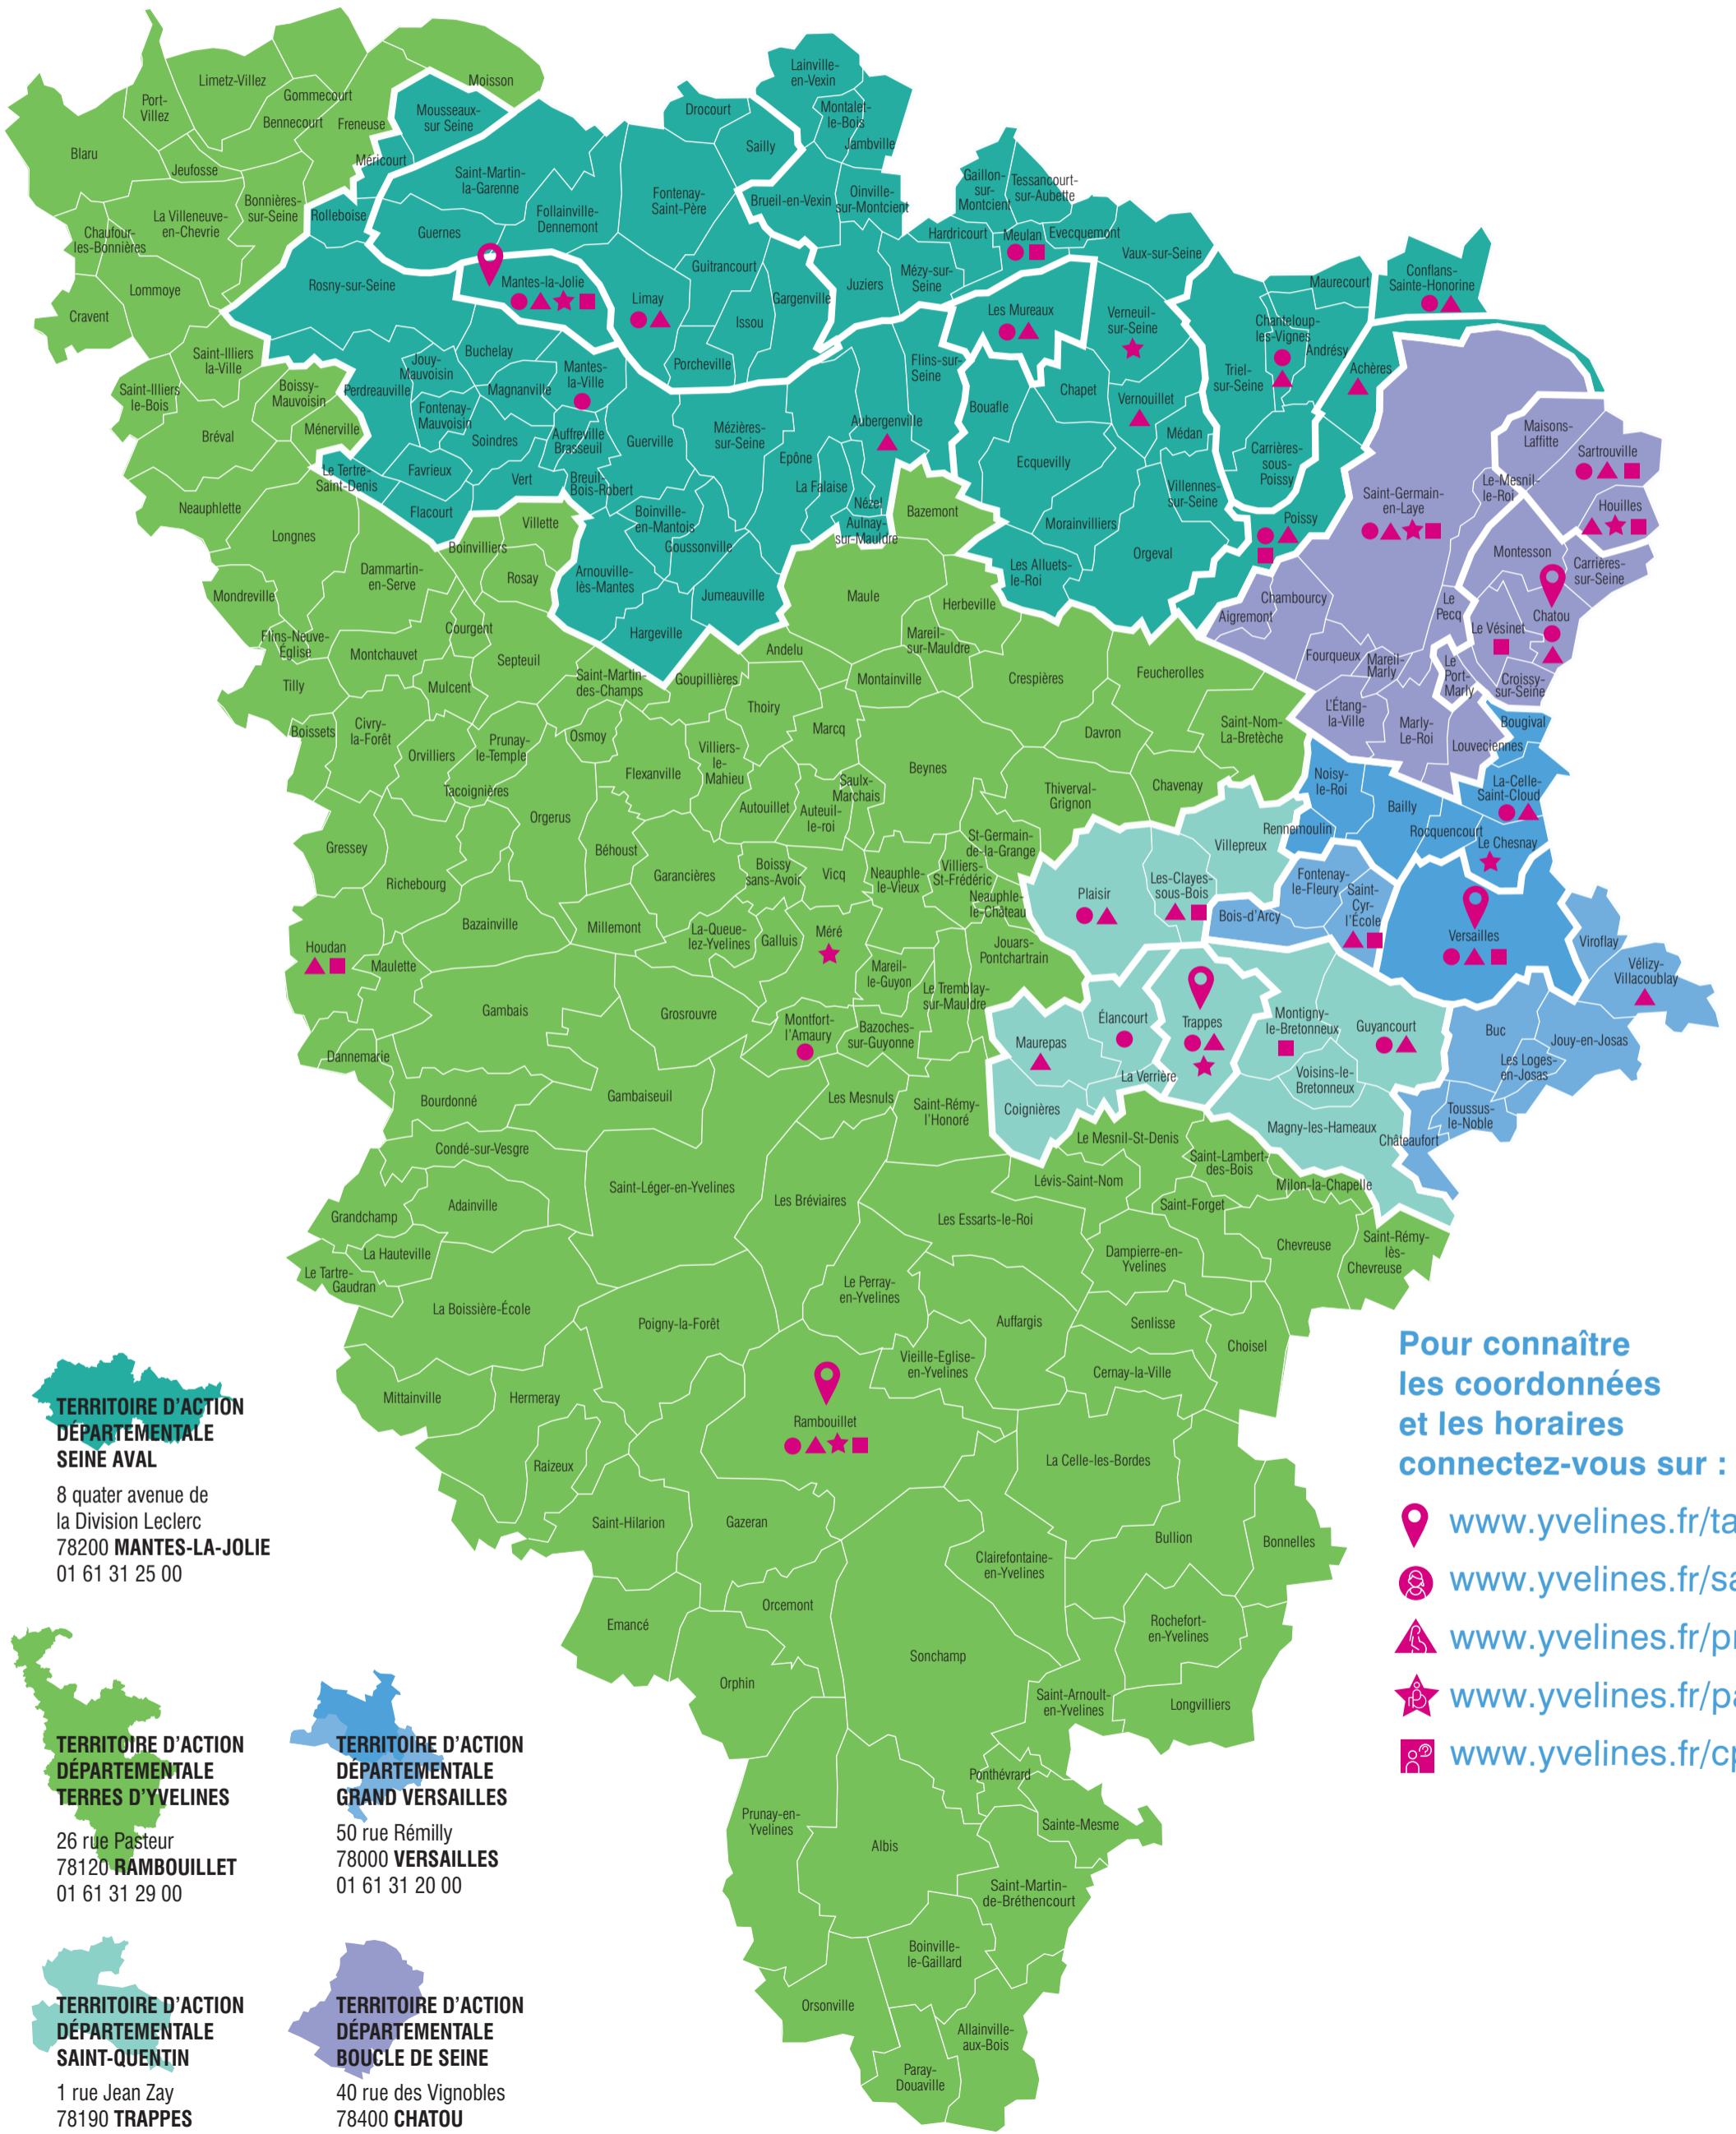 Limetz-Villez
Port-
Villez
Gommecourt
Bennecourt
Freneuse
Moisson
Blaru
Jeufosse
Mousseaux-
sur Seine
Méricourt
Lainville-
en-Vexin
Drocourt
Montalet-
le-Bois
Jambville
Sailly
Saint-Martin-
la-Garenne
Fontenay-
Saint-Père
Brueil-en-Vexin
Oinville-
sur-Montcient
Gaillon-
sur-
Montcient
Tessancourt-
sur-Aubette
La Villeneuve-
en-Chevrie
Bonnières-
sur-Seine
Rolleboise
Chaufour-
les-Bonnières
Guernes
Follainville-
Dennemont
Hardricourt
Meulan
Evecquemont
Vaux-sur-Seine
Lommoye
Cravent
Rosny-sur-Seine
Mantes-la-Jolie
Limay
Guitrancourt
Gargenville
Issou
Porcheville
Juziers
Mézy-sur-
Seine
Les Mureaux
Verneuil-
sur-Seine
Maurecourt
Conflans-
Sainte-Honorine
Chanteloup-
les-Vignes
Andrésy
Triel-
sur-Seine
Achères
Saint-Illiers
la-Ville
Saint-Illiers
le-Bois
Boissy-
Mauvoisin
Bréval
Ménerville
Perdreauville
Jouy-
Mauvoisin
Buchelay
Magnanville
Mantes-
la-Ville
Fontenay-
Mauvoisin
Soindres
Auffreville
Brasseuil
Guerville
Mézières-
sur-Seine
Epône
Aubergenville
Flins-sur-
Seine
Bouafle
Chapet
Vernouillet
Médan
Ecquevilly
Carrières-
sous-
Poissy
Maisons-
Laffitte
Sartrouville
Le-Mesnil-
le-Roi
Houilles
Saint-Germain-
en-Laye
Le Tertre-
Saint-Denis
Favrieux
Vert
Breuil-
Bois-Robert
La Falaise
Nézel
Aulnay-
sur-Mauldre
Flacourt
Boinville-
en-Mantois
Goussonville
Bazemont
Morainvilliers
Villennes-
sur-Seine
Poissy
Orgeval
Les Alluets-
le-Roi
Montesson
Carrières-
sur-Seine
Neauphlette
Longnes
Villette
Boinvilliers
Rosay
Dammartin-
en-Serve
Mondreville
Arnouville-
lès-Mantes
Jumeauville
Hargeville
Maule
Herbeville
Mareil-
sur-Mauldre
Chambourcy
Aigremont
Le
Pecq
Le Vésinet
Chatou
Fourqueux
Mareil-
Marly
Le
Port-
Marly
Croissy-
sur-Seine
Flins-Neuve-
Église
Montchauvet
Courgent
Septeuil
Mulcent
Tilly
Saint-Martin-
des-Champs
Goupillières
Andelu
Montainville
Crespières
Feucherolles
L'Étang-
la-Ville
Marly-
Le-Roi
Bougival
Louveciennes
Boissets
Civry-
la-Forêt
Orvilliers
Prunay-
le-Temple
Tacoignières
Osmoy
Flexanville
Villiers-
le-
Mahieu
Thoiry
Marcq
Autouillet
Saulx-
Marchais
Auteuil-
le-roi
Beynes
Davron
Saint-Nom-
La-Bretèche
Thiverval-
Grignon
Chavenay
Noisy-
le-Roi
Bailly
La-Celle-
Saint-Cloud
Rennemoulin
Rocquencourt
Le Chesnay
Villepreux
Gressey
Orgerus
Béhoust
Richebourg
Garancières
Boissy
sans-Avoir
Vicq
Neauphle-
le-Vieux
St-Germain-
de-la-Grange
Villiers-
St-Frédéric
Neauphle-
le-Château
Plaisir
Les-Clayes-
sous-Bois
Fontenay-
le-Fleury
Saint-
Cyr-
l'École
Bois-d'Arcy
Versailles
Viroflay
Vélizy-
Villacoublay
Houdan
Maulette
Bazainville
Millemont
La-Queue-
lez-Yvelines
Galluis
Méré
Mareil-
le-Guyon
Le Tremblay-
sur-Mauldre
Jouars-
Pontchartrain
Gambais
Grosrouvre
Montfort-
l'Amaury
Bazoches-
sur-Guyonne
Maurepas
Élancourt
Trappes
La Verrière
Montigny-
le-Bretonneux
Guyancourt
Voisins-le-
Bretonneux
Buc
Jouy-en-Josas
Les Loges-
en-Josas
Toussus-
le-Noble
Châteaufort
Magny-les-Hameaux
Dannemarie
Bourdonné
Gambaiseuil
Les Mesnuls
Saint-Rémy-
l'Honoré
Coignières
Condé-sur-Vesgre
Saint-Léger-en-Yvelines
Les Bréviaires
Le Mesnil-St-Denis
Lévis-Saint-Nom
Saint-Lambert-
des-Bois
Milon-la-Chapelle
Saint-Forget
Grandchamp
Adainville
La Hauteville
Le Tartre-
Gaudran
Les Essarts-le-Roi
Dampierre-en-
Yvelines
Chevreuse
Saint-Rémy-
lès-
Chevreuse
La Boissière-École
Poigny-la-Forêt
Le Perray-
en-Yvelines
Auffargis
Senlisse
Choisel
Vieille-Eglise-
en-Yvelines
Cernay-la-Ville
Mittainville
Hermeray
Raizeux
Rambouillet
La Celle-les-Bordes
Saint-Hilarion
Gazeran
Clairefontaine-
en-Yvelines
Bullion
Bonnelles
Emancé
Orcemont
Orphin
Sonchamp
Rochefort-
en-Yvelines
Saint-Arnoult-
en-Yvelines
Longvilliers
Ponthévrard
Prunay-en-
Yvelines
Albis
Sainte-Mesme
Saint-Martin-
de-Bréthencourt
Boinville-
le-Gaillard
Orsonville
Allainville-
aux-Bois
Paray-
Douaville
TERRITOIRE D'ACTION
DÉPARTEMENTALE
SEINE AVAL
8 quater avenue de
la Division Leclerc
78200 MANTES-LA-JOLIE
01 61 31 25 00
TERRITOIRE D'ACTION
DÉPARTEMENTALE
TERRES D'YVELINES
26 rue Pasteur
78120 RAMBOUILLET
01 61 31 29 00
TERRITOIRE D'ACTION
DÉPARTEMENTALE
GRAND VERSAILLES
50 rue Rémilly
78000 VERSAILLES
01 61 31 20 00
TERRITOIRE D'ACTION
DÉPARTEMENTALE
SAINT-QUENTIN
1 rue Jean Zay
78190 TRAPPES
TERRITOIRE D'ACTION
DÉPARTEMENTALE
BOUCLE DE SEINE
40 rue des Vignobles
78400 CHATOU
Pour connaître
les coordonnées
et les horaires
connectez-vous sur :
www.yvelines.fr/ta
www.yvelines.fr/sa
www.yvelines.fr/pr
www.yvelines.fr/pa
www.yvelines.fr/cp